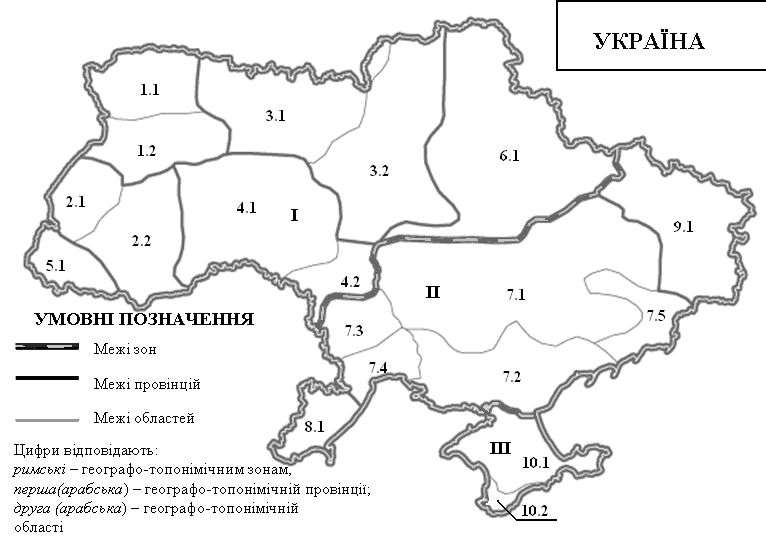 УКРАЇНА
1.1
3.1
1.2
3.2
6.1
2.1
4.1
I
9.1
2.2
5.1
4.2
II
7.1
7.5
УМОВНІ ПОЗНАЧЕННЯ
7.3
Межі зон
7.4
7.2
Межі провінцій
Межі областей
8.1
III
10.1
10.2
Цифри відповідають:
римські – географо-топонімічним зонам,
перша(арабська) – географо-топонімічній провінції;
друга (арабська) – географо-топонімічній
області